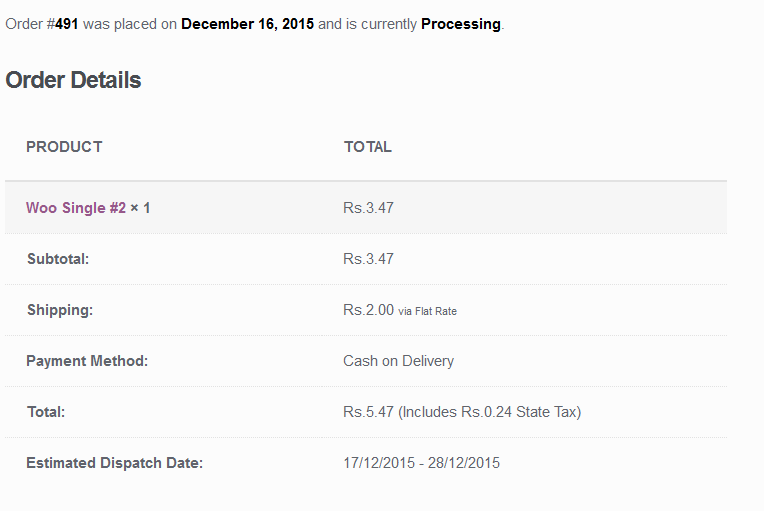 Order #491 was placed on December 16, 2015 and is currently Processing.
Order Details
PRODUCT TOTAL
Woo Single #2 × 1 Rs.3.47
Subtotal: Rs.3.47
Shipping: Rs.2.00 via Flat Rate
Payment Method: Cash on Delivery
Total: Rs.5.47 (Includes Rs.0.24 State Tax)
Estimated Dispatch Date: 17/12/2015 - 28/12/2015